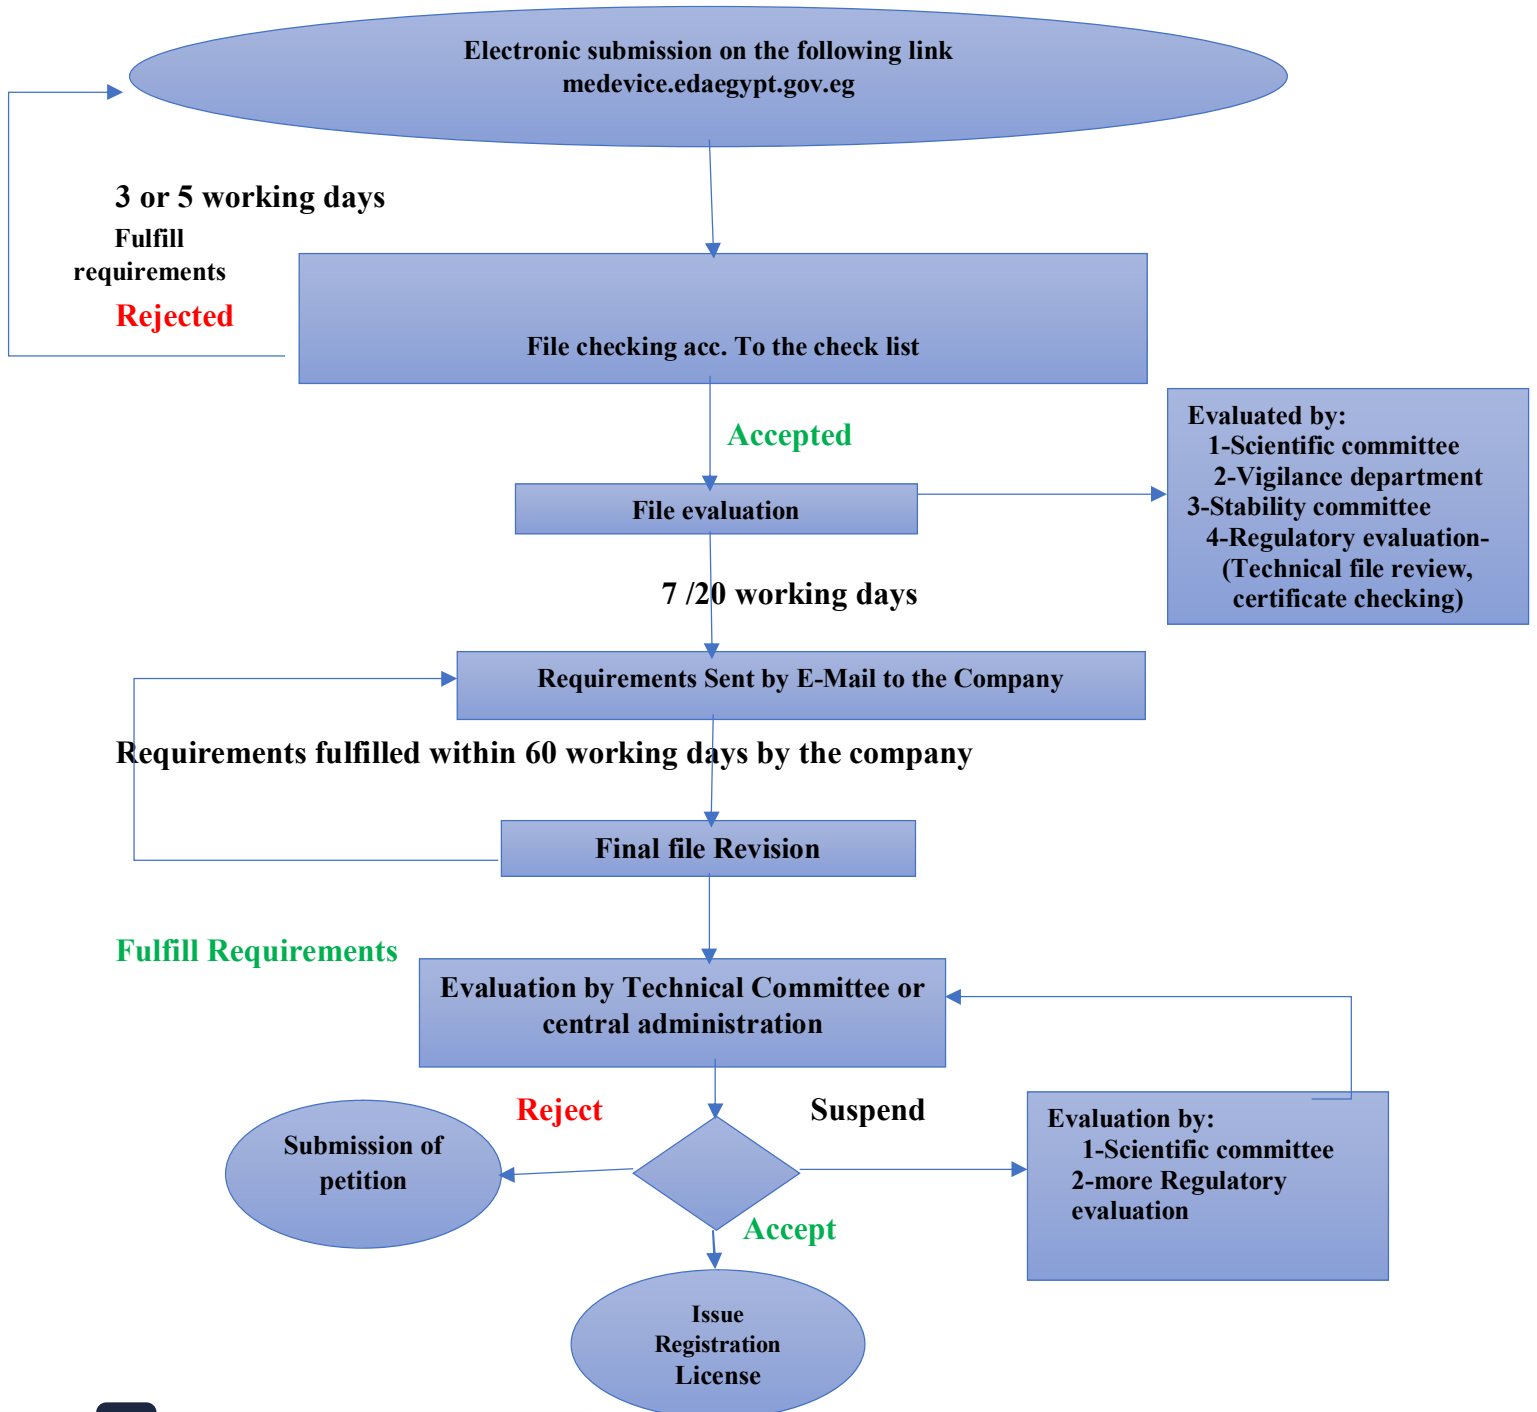 Electronic submission on the following link
medevice.edaegypt.gov.eg
3 or 5 working days
Fulfill
requirements
Rejected
File checking acc. To the check list
Accepted
Evaluated by:
1-Scientific committee
2-Vigilance department
3-Stability committee
4-Regulatory evaluation-
(Technical file review,
certificate checking)
File evaluation
7 /20 working days
Requirements Sent by E-Mail to the Company
Requirements fulfilled within 60 working days by the company
Final file Revision
Fulfill Requirements
Evaluation by Technical Committee or
central administration
Reject
Suspend
Submission of
petition
Evaluation by:
1-Scientific committee
2-more Regulatory
evaluation
Accept
Issue
Registration
License